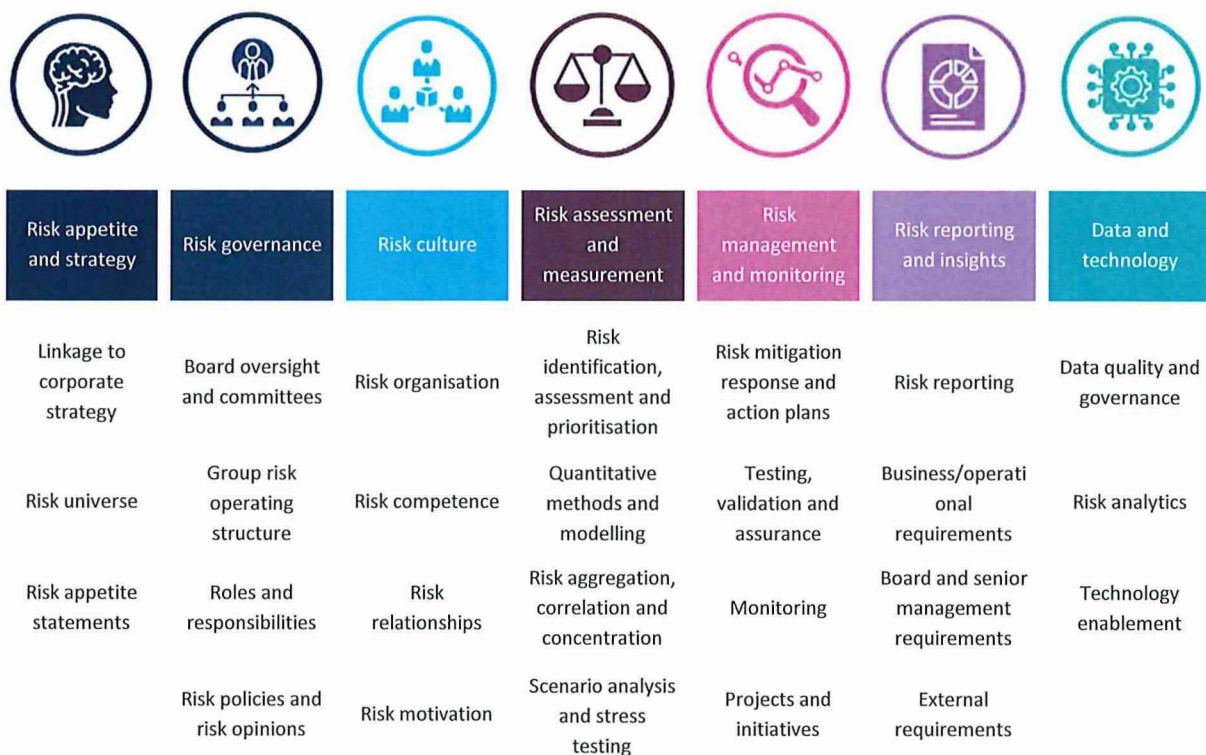 Risk appetite
and strategy
Risk governance
Risk culture
Risk assessment
and
measurement
Risk
management
and monitoring
Risk reporting
and insights
Data and
technology
Linkage to
corporate
strategy
Board oversight
and committees
Risk organisation
Risk
identification,
assessment and
prioritisation
Risk mitigation
response and
action plans
Risk reporting
Data quality and
governance
Risk universe
Group risk
operating
structure
Risk competence
Quantitative
methods and
modelling
Testing,
validation and
assurance
Business/operati
onal
requirements
Risk analytics
Risk appetite
statements
Roles and
responsibilities
Risk
relationships
Risk aggregation,
correlation and
concentration
Monitoring
Board and senior
management
requirements
Technology
enablement
Risk policies and
risk opinions
Risk motivation
Scenario analysis
and stress
testing
Projects and
initiatives
External
requirements